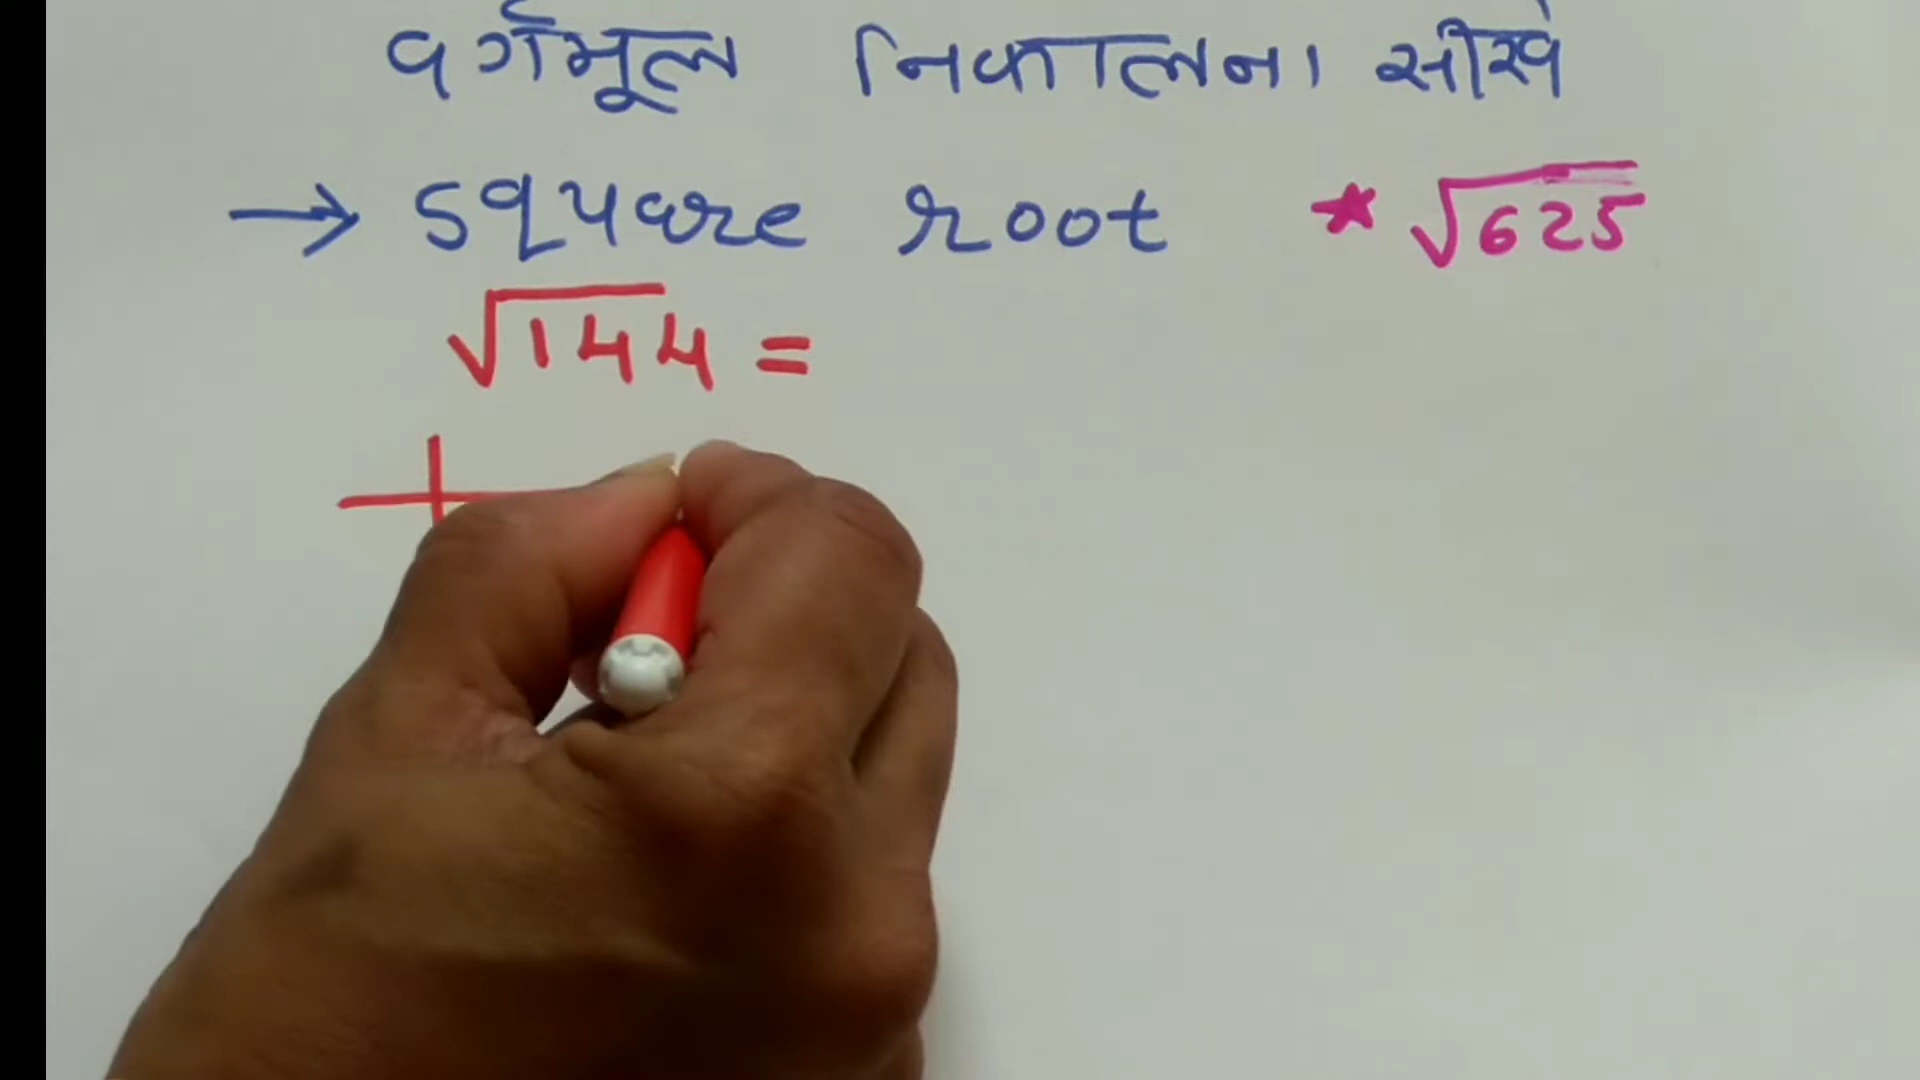 वर्गमूल निकालना सीखे
→ square root * √625
√144 =